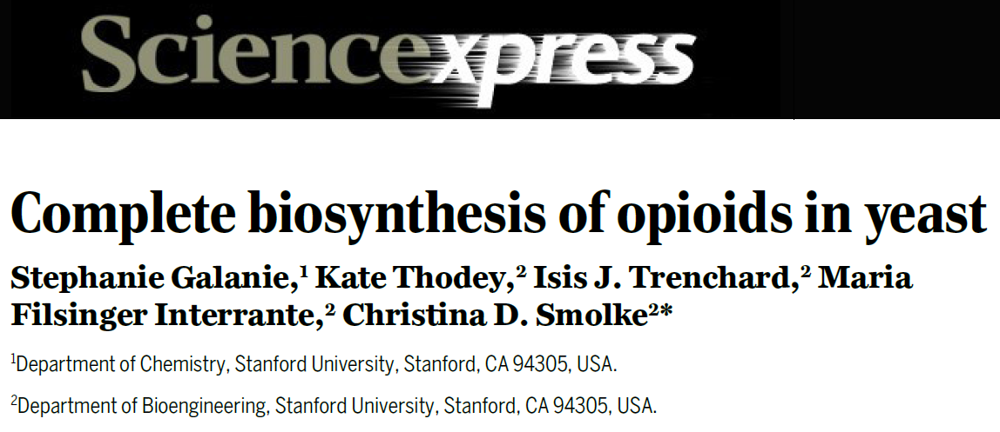 Sciencexpress
Complete biosynthesis of opioids in yeast
Stephanie Galanie,¹ Kate Thodey,² Isis J. Trenchard,² Maria
Filsinger Interrante,² Christina D. Smolke²*
¹Department of Chemistry, Stanford University, Stanford, CA 94305, USA.
²Department of Bioengineering, Stanford University, Stanford, CA 94305, USA.